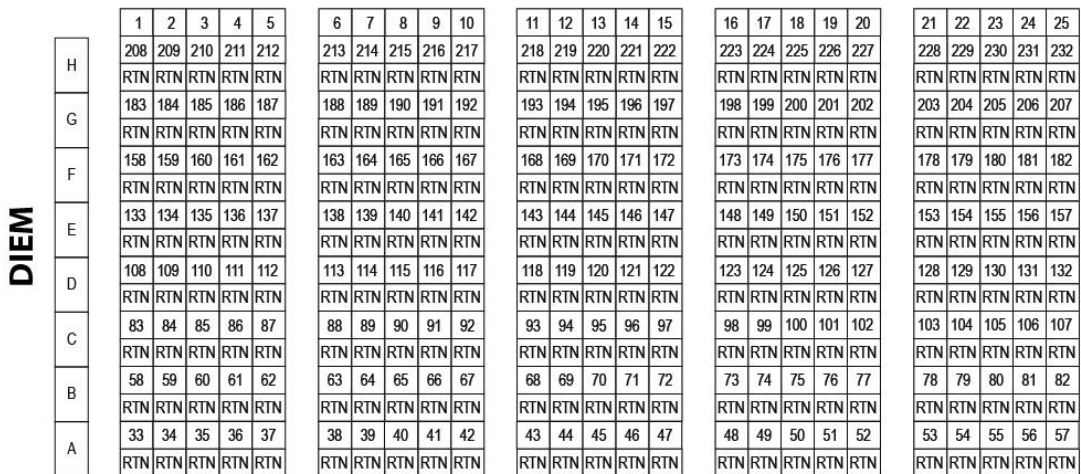 1 2 3 4 5 6 7 8 9 10 11 12 13 14 15 16 17 18 19 20 21 22 23 24 25
H 208 209 210 211 212 213 214 215 216 217 218 219 220 221 222 223 224 225 226 227 228 229 230 231 232
RTN RTN RTN RTN RTN RTN RTN RTN RTN RTN RTN RTN RTN RTN RTN RTN RTN RTN RTN RTN RTN RTN RTN RTN RTN
G 183 184 185 186 187 188 189 190 191 192 193 194 195 196 197 198 199 200 201 202 203 204 205 206 207
RTN RTN RTN RTN RTN RTN RTN RTN RTN RTN RTN RTN RTN RTN RTN RTN RTN RTN RTN RTN RTN RTN RTN RTN RTN
F 158 159 160 161 162 163 164 165 166 167 168 169 170 171 172 173 174 175 176 177 178 179 180 181 182
RTN RTN RTN RTN RTN RTN RTN RTN RTN RTN RTN RTN RTN RTN RTN RTN RTN RTN RTN RTN RTN RTN RTN RTN RTN
E 133 134 135 136 137 138 139 140 141 142 143 144 145 146 147 148 149 150 151 152 153 154 155 156 157
RTN RTN RTN RTN RTN RTN RTN RTN RTN RTN RTN RTN RTN RTN RTN RTN RTN RTN RTN RTN RTN RTN RTN RTN RTN
DIEM
D 108 109 110 111 112 113 114 115 116 117 118 119 120 121 122 123 124 125 126 127 128 129 130 131 132
RTN RTN RTN RTN RTN RTN RTN RTN RTN RTN RTN RTN RTN RTN RTN RTN RTN RTN RTN RTN RTN RTN RTN RTN RTN
C 83 84 85 86 87 88 89 90 91 92 93 94 95 96 97 98 99 100 101 102 103 104 105 106 107
RTN RTN RTN RTN RTN RTN RTN RTN RTN RTN RTN RTN RTN RTN RTN RTN RTN RTN RTN RTN RTN RTN RTN RTN RTN
B 58 59 60 61 62 63 64 65 66 67 68 69 70 71 72 73 74 75 76 77 78 79 80 81 82
RTN RTN RTN RTN RTN RTN RTN RTN RTN RTN RTN RTN RTN RTN RTN RTN RTN RTN RTN RTN RTN RTN RTN RTN RTN
A 33 34 35 36 37 38 39 40 41 42 43 44 45 46 47 48 49 50 51 52 53 54 55 56 57
RTN RTN RTN RTN RTN RTN RTN RTN RTN RTN RTN RTN RTN RTN RTN RTN RTN RTN RTN RTN RTN RTN RTN RTN RTN